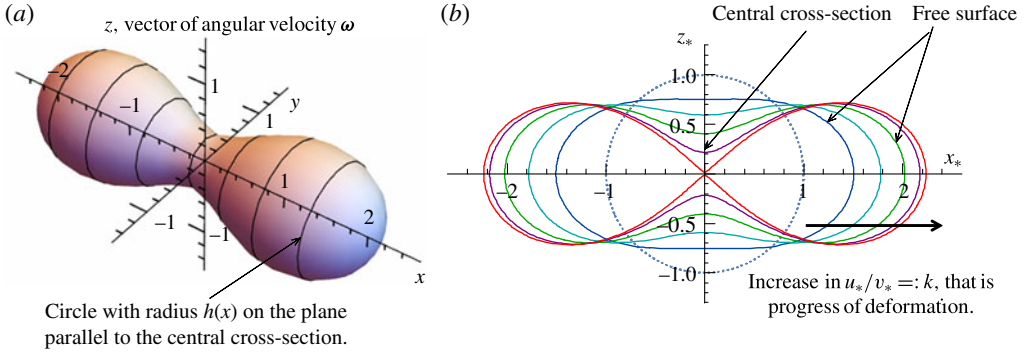 (a)
z, vector of angular velocity ω
−2
−1
1
y
1
−1
−1
1
2
x
Circle with radius h(x) on the plane
parallel to the central cross-section.
(b)
Central cross-section
Free surface
z*
1.0
0.5
x*
−2
−1
1
2
−0.5
−1.0
Increase in u*/v* =: k, that is
progress of deformation.